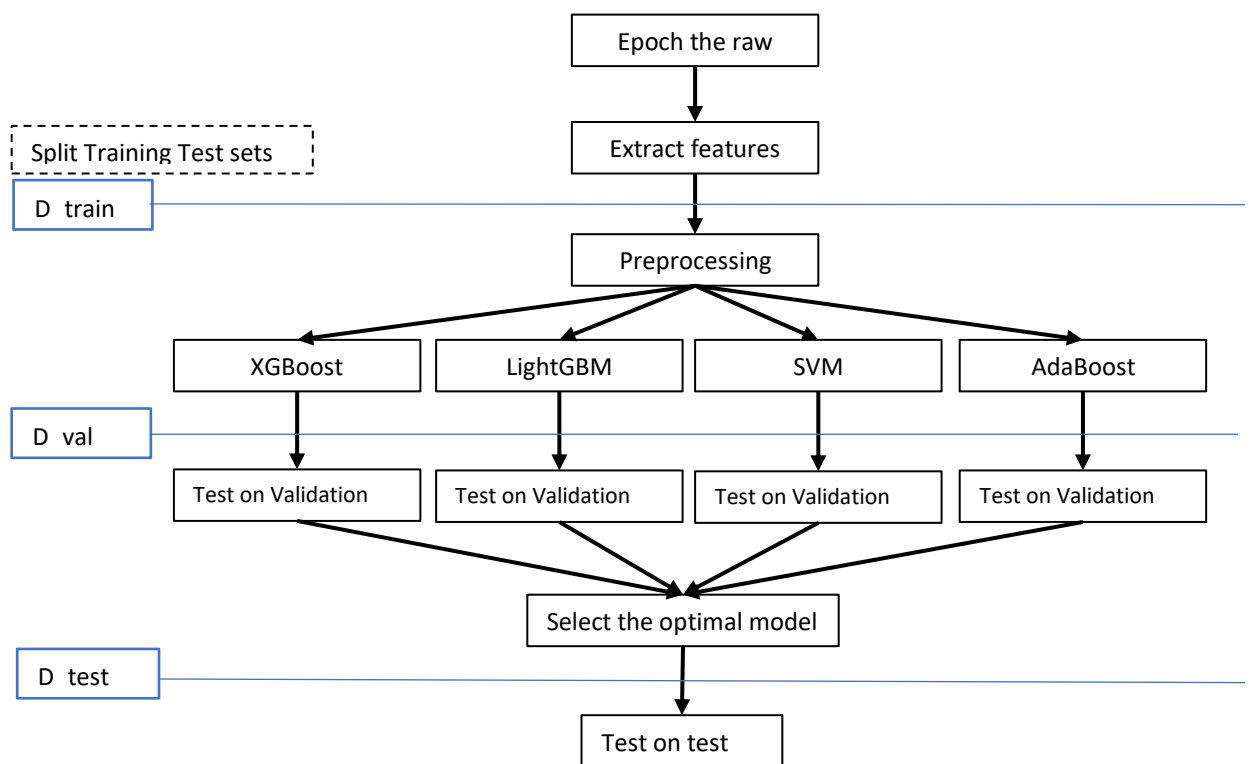 Epoch the raw
Split Training Test sets
Extract features
D train
Preprocessing
XGBoost
LightGBM
SVM
AdaBoost
D val
Test on Validation
Test on Validation
Test on Validation
Test on Validation
Select the optimal model
D test
Test on test